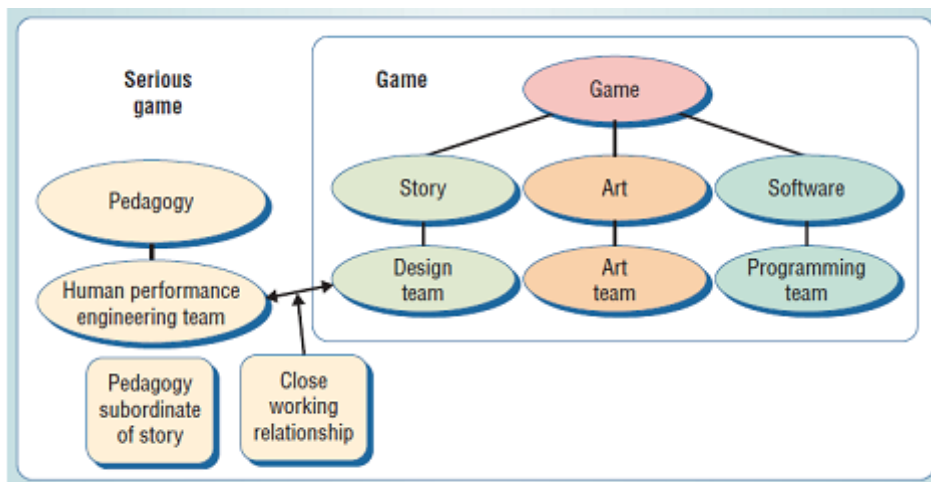 Serious
game
Pedagogy
Human performance
engineering team
Pedagogy
subordinate
of story
Close
working
relationship
Game
Game
Story
Art
Software
Design
team
Art
team
Programming
team